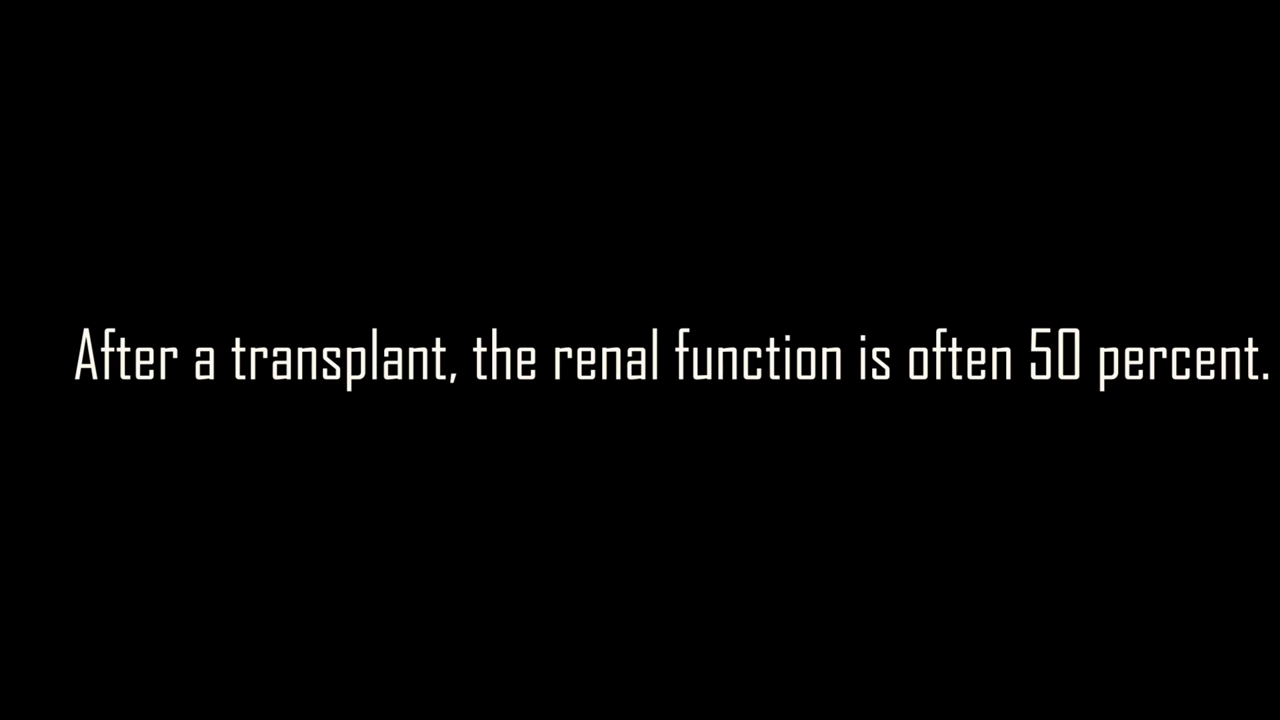 After a transplant, the renal function is often 50 percent.